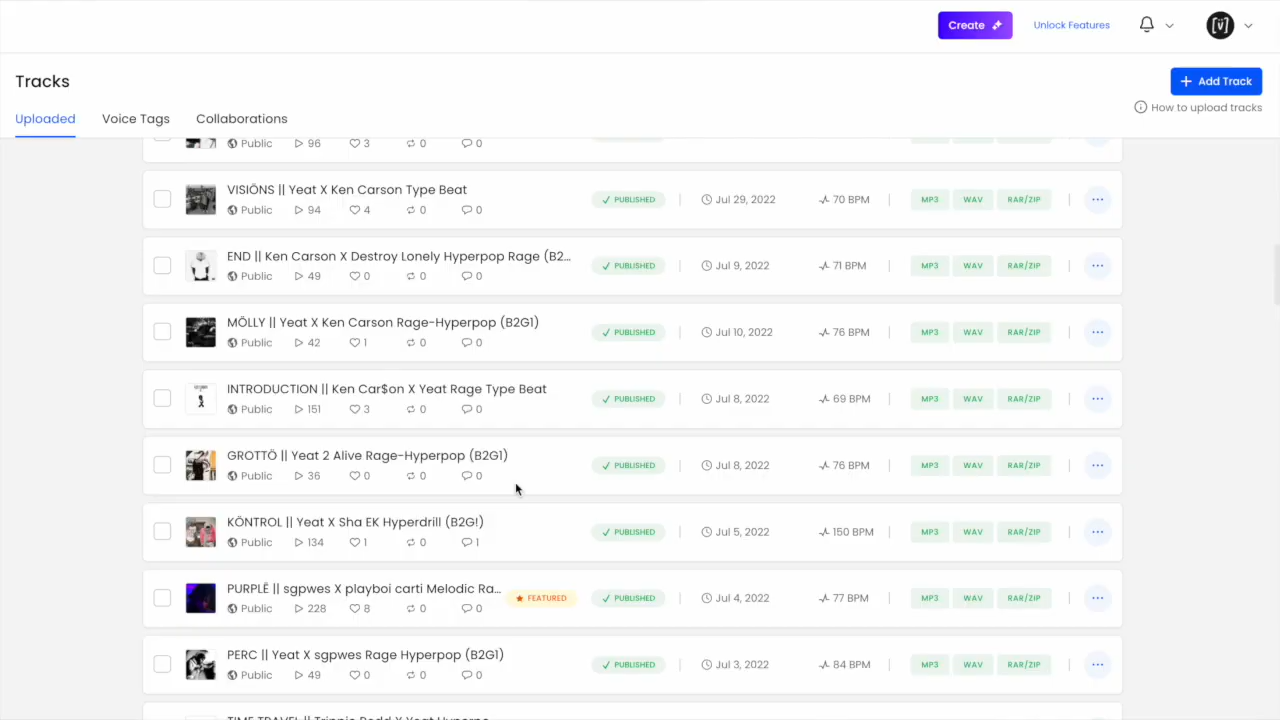 Create
Unlock Features
[V]
Tracks
Add Track
Uploaded
Voice Tags
Collaborations
How to upload tracks
Public 96 3 0 0
VISIÖNS || Yeat X Ken Carson Type Beat
Public 94 4 0 0
PUBLISHED | Jul 29, 2022 70 BPM | MP3 WAV RAR/ZIP | ...
END || Ken Carson X Destroy Lonely Hyperpop Rage (B2...
Public 49 0 0 0
PUBLISHED | Jul 9, 2022 71 BPM | MP3 WAV RAR/ZIP | ...
MÖLLY || Yeat X Ken Carson Rage-Hyperpop (B2G1)
Public 42 1 0 0
PUBLISHED | Jul 10, 2022 76 BPM | MP3 WAV RAR/ZIP | ...
INTRODUCTION || Ken Car$on X Yeat Rage Type Beat
Public 151 3 0 0
PUBLISHED | Jul 8, 2022 69 BPM | MP3 WAV RAR/ZIP | ...
GROTTÖ || Yeat 2 Alive Rage-Hyperpop (B2G1)
Public 36 0 0 0
PUBLISHED | Jul 8, 2022 76 BPM | MP3 WAV RAR/ZIP | ...
KÖNTROL || Yeat X Sha EK Hyperdrill (B2G!)
Public 134 1 0 1
PUBLISHED | Jul 5, 2022 150 BPM | MP3 WAV RAR/ZIP | ...
PURPLË || sgpwes X playboi carti Melodic Ra...
Public 228 8 0 0
FEATURED PUBLISHED | Jul 4, 2022 77 BPM | MP3 WAV RAR/ZIP | ...
PERC || Yeat X sgpwes Rage Hyperpop (B2G1)
Public 49 0 0 0
PUBLISHED | Jul 3, 2022 84 BPM | MP3 WAV RAR/ZIP | ...
TIME TRAVEL || Trippie Redd X Yeat Hyperpo